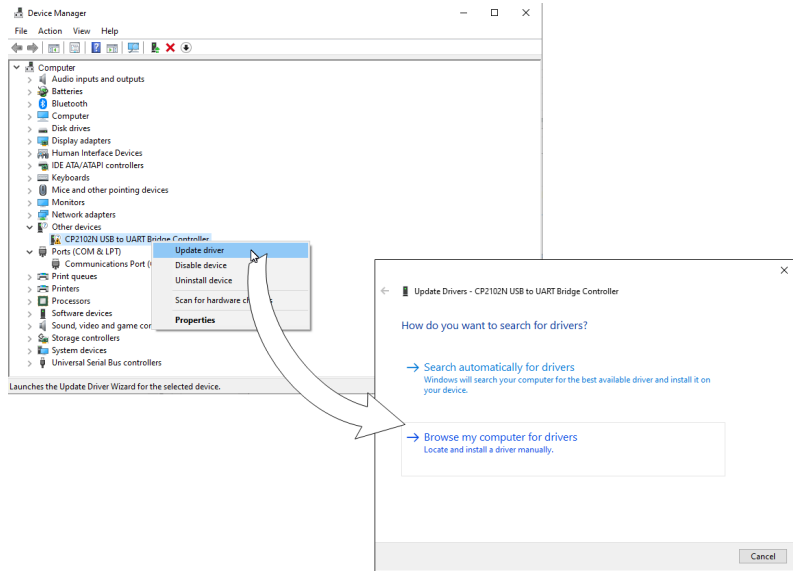 Device Manager
File Action View Help
Computer
Audio inputs and outputs
Batteries
Bluetooth
Computer
Disk drives
Display adapters
Human Interface Devices
IDE ATA/ATAPI controllers
Keyboards
Mice and other pointing devices
Monitors
Network adapters
Other devices
CP2102N USB to UART Bridge Controller
Ports (COM & LPT)
Communications Port (
Print queues
Printers
Processors
Software devices
Sound, video and game con
Storage controllers
System devices
Universal Serial Bus controllers
Launches the Update Driver Wizard for the selected device.
Update driver
Disable device
Uninstall device
Scan for hardware
Properties
Update Drivers - CP2102N USB to UART Bridge Controller
How do you want to search for drivers?
Search automatically for drivers
Windows will search your computer for the best available driver and install it on
your device.
Browse my computer for drivers
Locate and install a driver manually.
Cancel